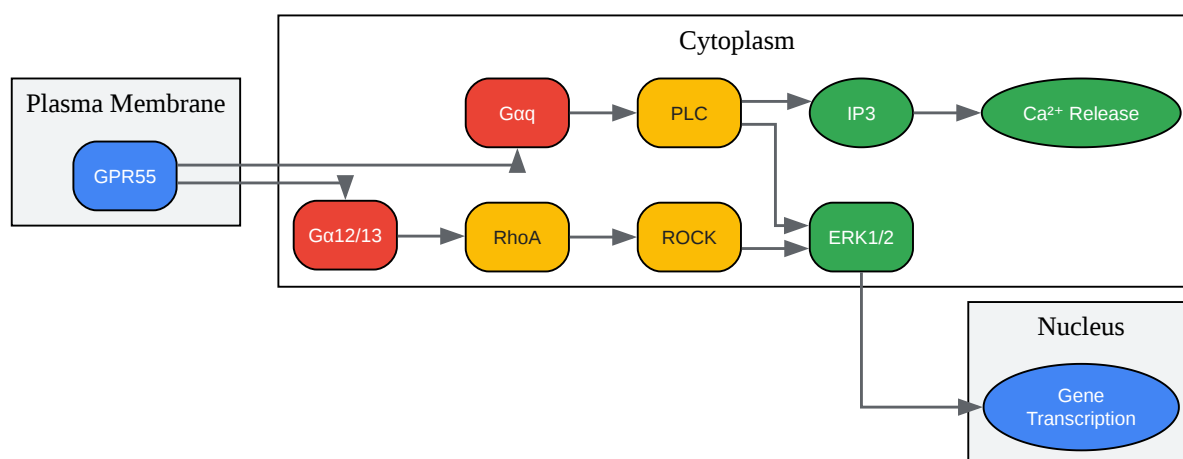 Cytoplasm
Plasma Membrane
Gαq
PLC
IP3
Ca²⁺ Release
GPR55
Gα12/13
RhoA
ROCK
ERK1/2
Nucleus
Gene
Transcription